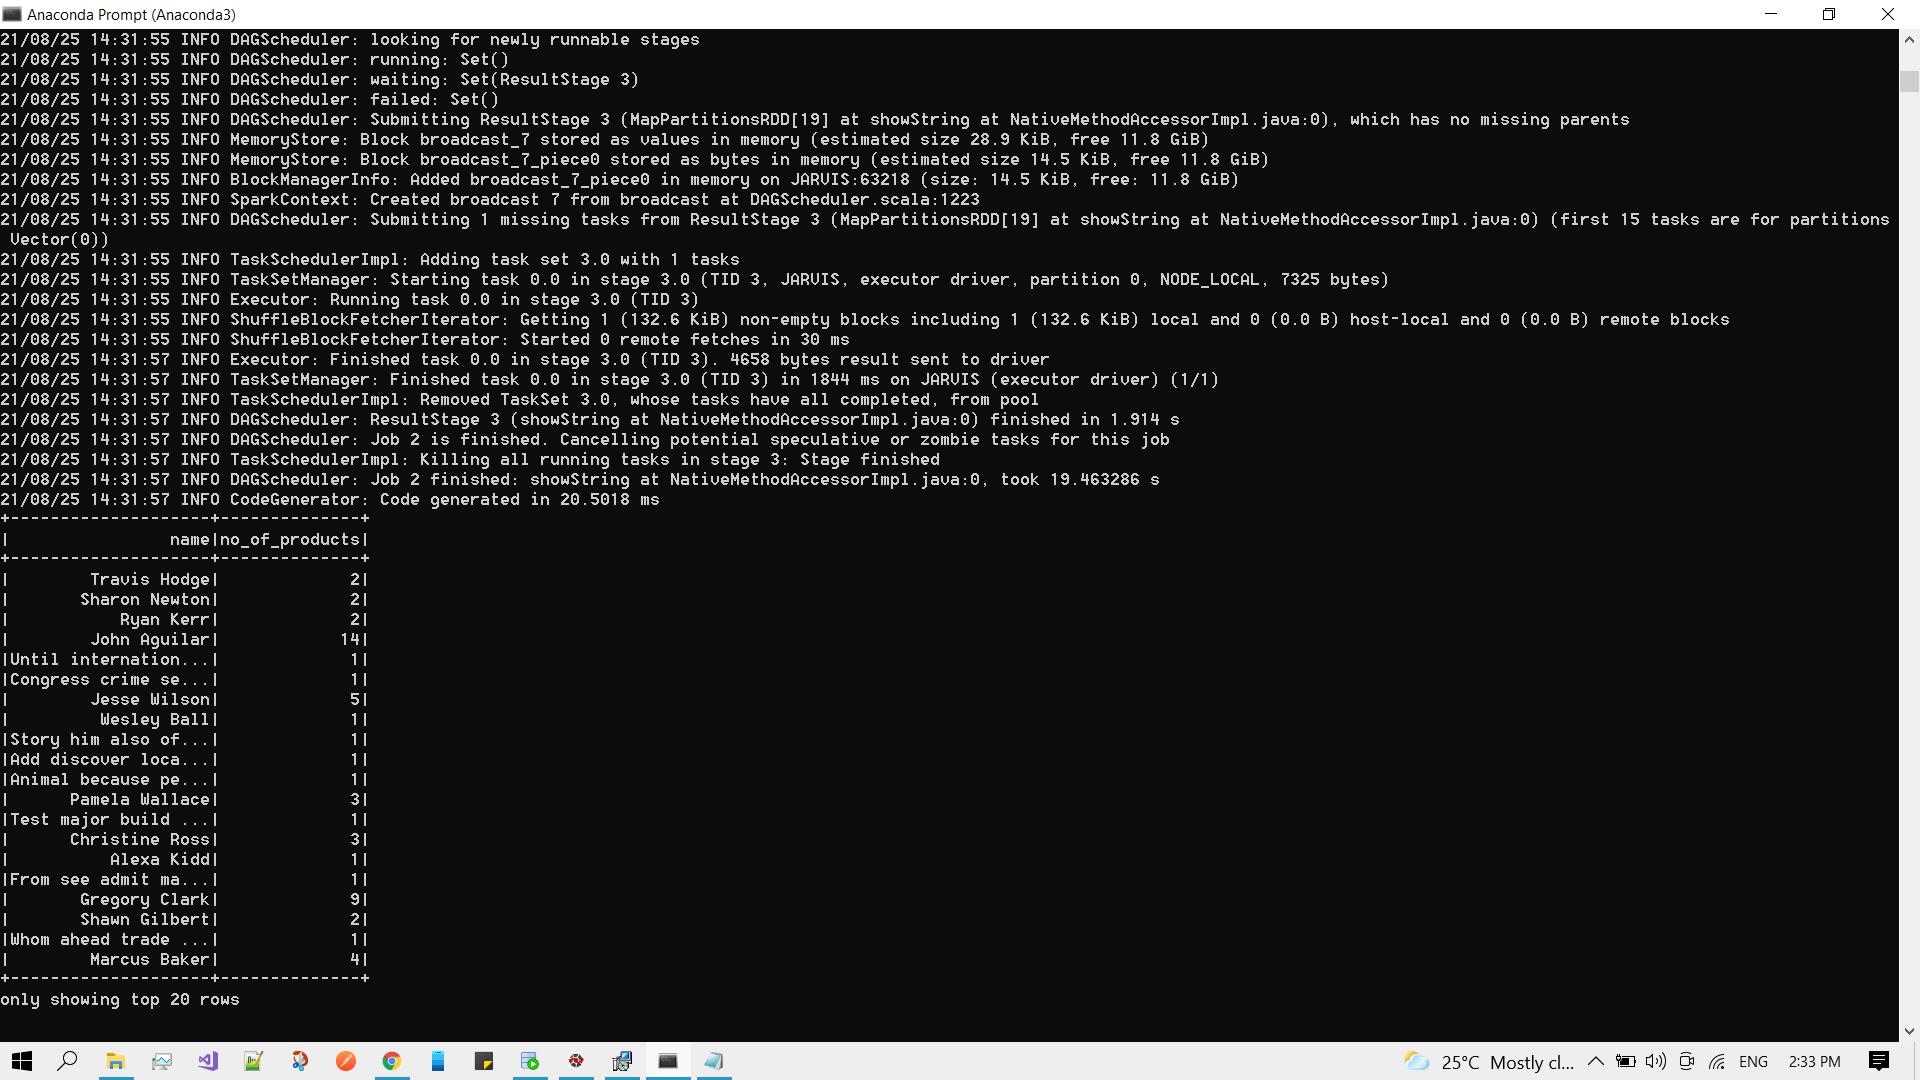 Anaconda Prompt (Anaconda3)
21/08/25 14:31:55 INFO DAGScheduler: looking for newly runnable stages
21/08/25 14:31:55 INFO DAGScheduler: running: Set()
21/08/25 14:31:55 INFO DAGScheduler: waiting: Set(ResultStage 3)
21/08/25 14:31:55 INFO DAGScheduler: failed: Set()
21/08/25 14:31:55 INFO DAGScheduler: Submitting ResultStage 3 (MapPartitionsRDD[19] at showString at NativeMethodAccessorImpl.java:0), which has no missing parents
21/08/25 14:31:55 INFO MemoryStore: Block broadcast_7 stored as values in memory (estimated size 28.9 KiB, free 11.8 GiB)
21/08/25 14:31:55 INFO MemoryStore: Block broadcast_7_piece0 stored as bytes in memory (estimated size 14.5 KiB, free 11.8 GiB)
21/08/25 14:31:55 INFO BlockManagerInfo: Added broadcast_7_piece0 in memory on JARVIS:63218 (size: 14.5 KiB, free: 11.8 GiB)
21/08/25 14:31:55 INFO SparkContext: Created broadcast 7 from broadcast at DAGScheduler.scala:1223
21/08/25 14:31:55 INFO DAGScheduler: Submitting 1 missing tasks from ResultStage 3 (MapPartitionsRDD[19] at showString at NativeMethodAccessorImpl.java:0) (first 15 tasks are for partitions
 Vector(0))
21/08/25 14:31:55 INFO TaskSchedulerImpl: Adding task set 3.0 with 1 tasks
21/08/25 14:31:55 INFO TaskSetManager: Starting task 0.0 in stage 3.0 (TID 3, JARVIS, executor driver, partition 0, NODE_LOCAL, 7325 bytes)
21/08/25 14:31:55 INFO Executor: Running task 0.0 in stage 3.0 (TID 3)
21/08/25 14:31:55 INFO ShuffleBlockFetcherIterator: Getting 1 (132.6 KiB) non-empty blocks including 1 (132.6 KiB) local and 0 (0.0 B) host-local and 0 (0.0 B) remote blocks
21/08/25 14:31:55 INFO ShuffleBlockFetcherIterator: Started 0 remote fetches in 30 ms
21/08/25 14:31:57 INFO Executor: Finished task 0.0 in stage 3.0 (TID 3). 4658 bytes result sent to driver
21/08/25 14:31:57 INFO TaskSetManager: Finished task 0.0 in stage 3.0 (TID 3) in 1844 ms on JARVIS (executor driver) (1/1)
21/08/25 14:31:57 INFO TaskSchedulerImpl: Removed TaskSet 3.0, whose tasks have all completed, from pool
21/08/25 14:31:57 INFO DAGScheduler: ResultStage 3 (showString at NativeMethodAccessorImpl.java:0) finished in 1.914 s
21/08/25 14:31:57 INFO DAGScheduler: Job 2 is finished. Cancelling potential speculative or zombie tasks for this job
21/08/25 14:31:57 INFO TaskSchedulerImpl: Killing all running tasks in stage 3: Stage finished
21/08/25 14:31:57 INFO DAGScheduler: Job 2 finished: showString at NativeMethodAccessorImpl.java:0, took 19.463286 s
21/08/25 14:31:57 INFO CodeGenerator: Code generated in 20.5018 ms
+--------------------+--------------+
|                name|no_of_products|
+--------------------+--------------+
|        Travis Hodge|             2|
|       Sharon Newton|             2|
|           Ryan Kerr|             2|
|        John Aguilar|            14|
|Until internation...|             1|
|Congress crime se...|             1|
|        Jesse Wilson|             5|
|         Wesley Ball|             1|
|Story him also of...|             1|
|Add discover loca...|             1|
|Animal because pe...|             1|
|      Pamela Wallace|             3|
|Test major build ...|             1|
|      Christine Ross|             3|
|          Alexa Kidd|             1|
|From see admit ma...|             1|
|       Gregory Clark|             9|
|       Shawn Gilbert|             2|
|Whom ahead trade ...|             1|
|        Marcus Baker|             4|
+--------------------+--------------+
only showing top 20 rows
25°C Mostly cl... ENG 2:33 PM